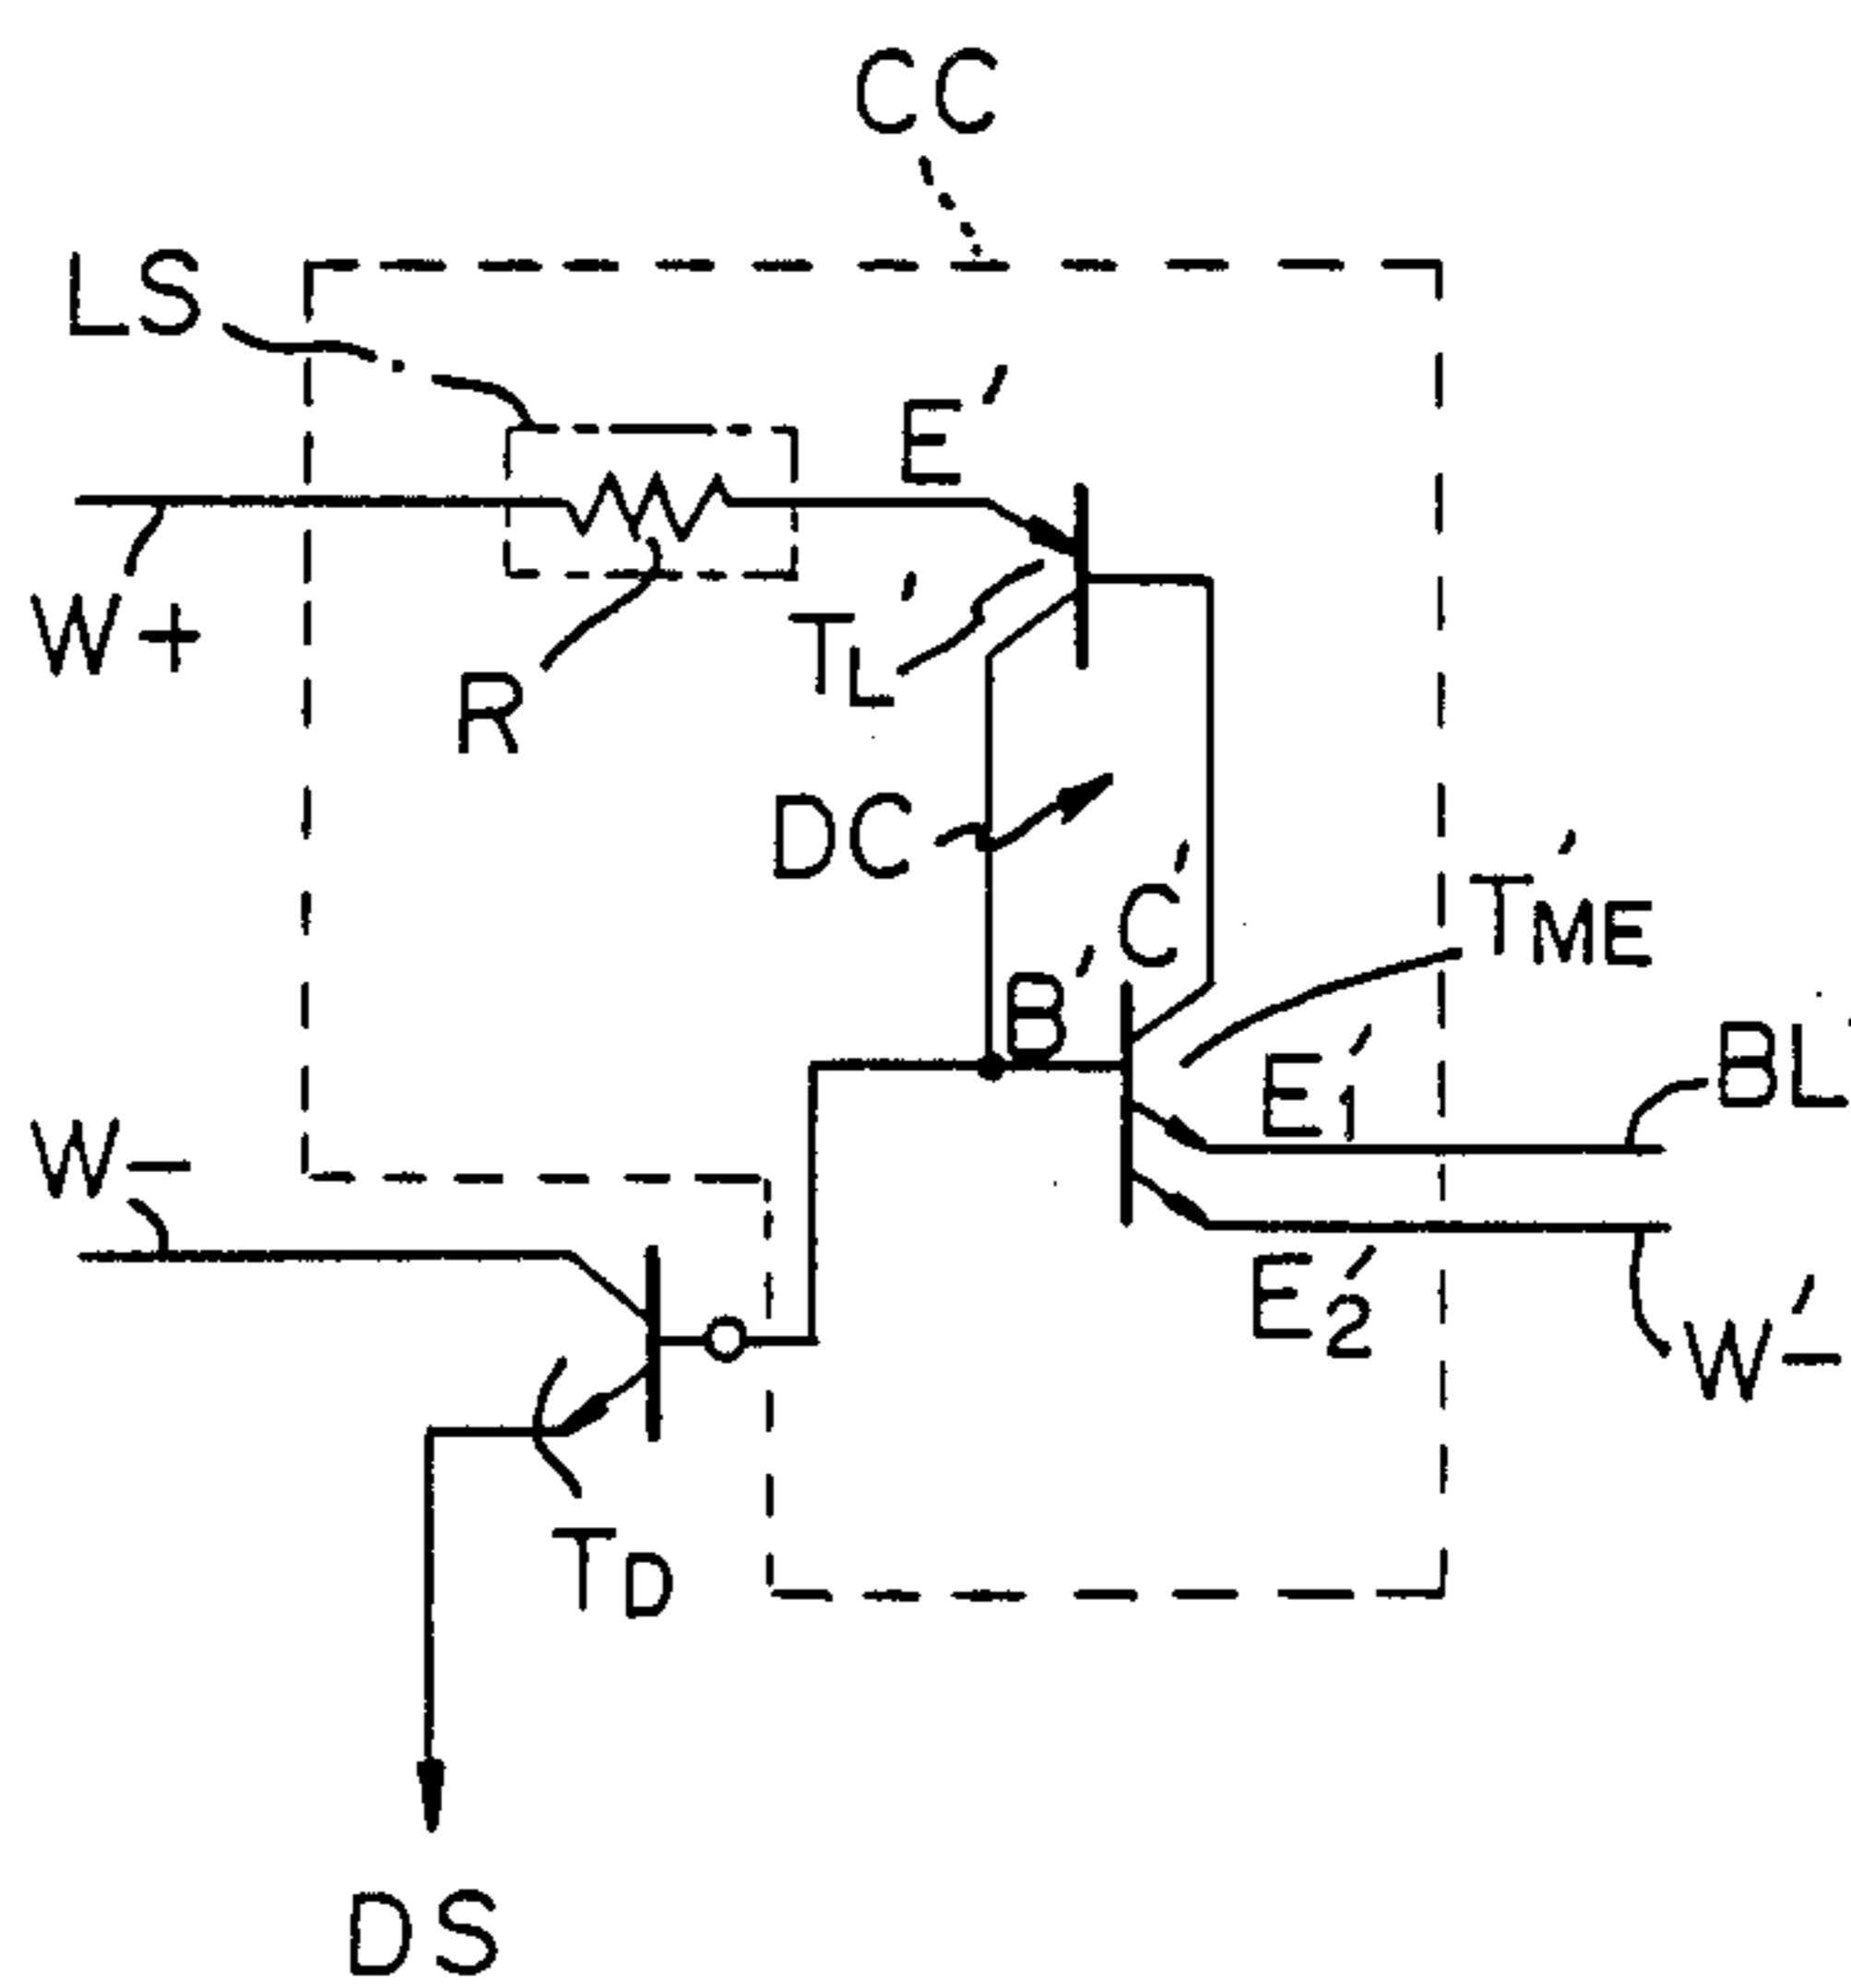 CC
LS
E'
W+
TL'
R
DC
C'
TME'
B'
E1'
BL'
W-
E2'
W'-
TD
DS